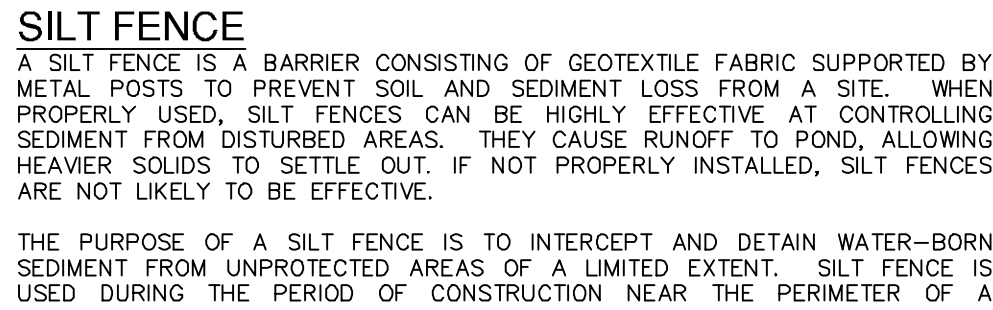 SILT FENCE
A SILT FENCE IS A BARRIER CONSISTING OF GEOTEXTILE FABRIC SUPPORTED BY
METAL POSTS TO PREVENT SOIL AND SEDIMENT LOSS FROM A SITE. WHEN
PROPERLY USED, SILT FENCES CAN BE HIGHLY EFFECTIVE AT CONTROLLING
SEDIMENT FROM DISTURBED AREAS. THEY CAUSE RUNOFF TO POND, ALLOWING
HEAVIER SOLIDS TO SETTLE OUT. IF NOT PROPERLY INSTALLED, SILT FENCES
ARE NOT LIKELY TO BE EFFECTIVE.
THE PURPOSE OF A SILT FENCE IS TO INTERCEPT AND DETAIN WATER-BORN
SEDIMENT FROM UNPROTECTED AREAS OF A LIMITED EXTENT. SILT FENCE IS
USED DURING THE PERIOD OF CONSTRUCTION NEAR THE PERIMETER OF A